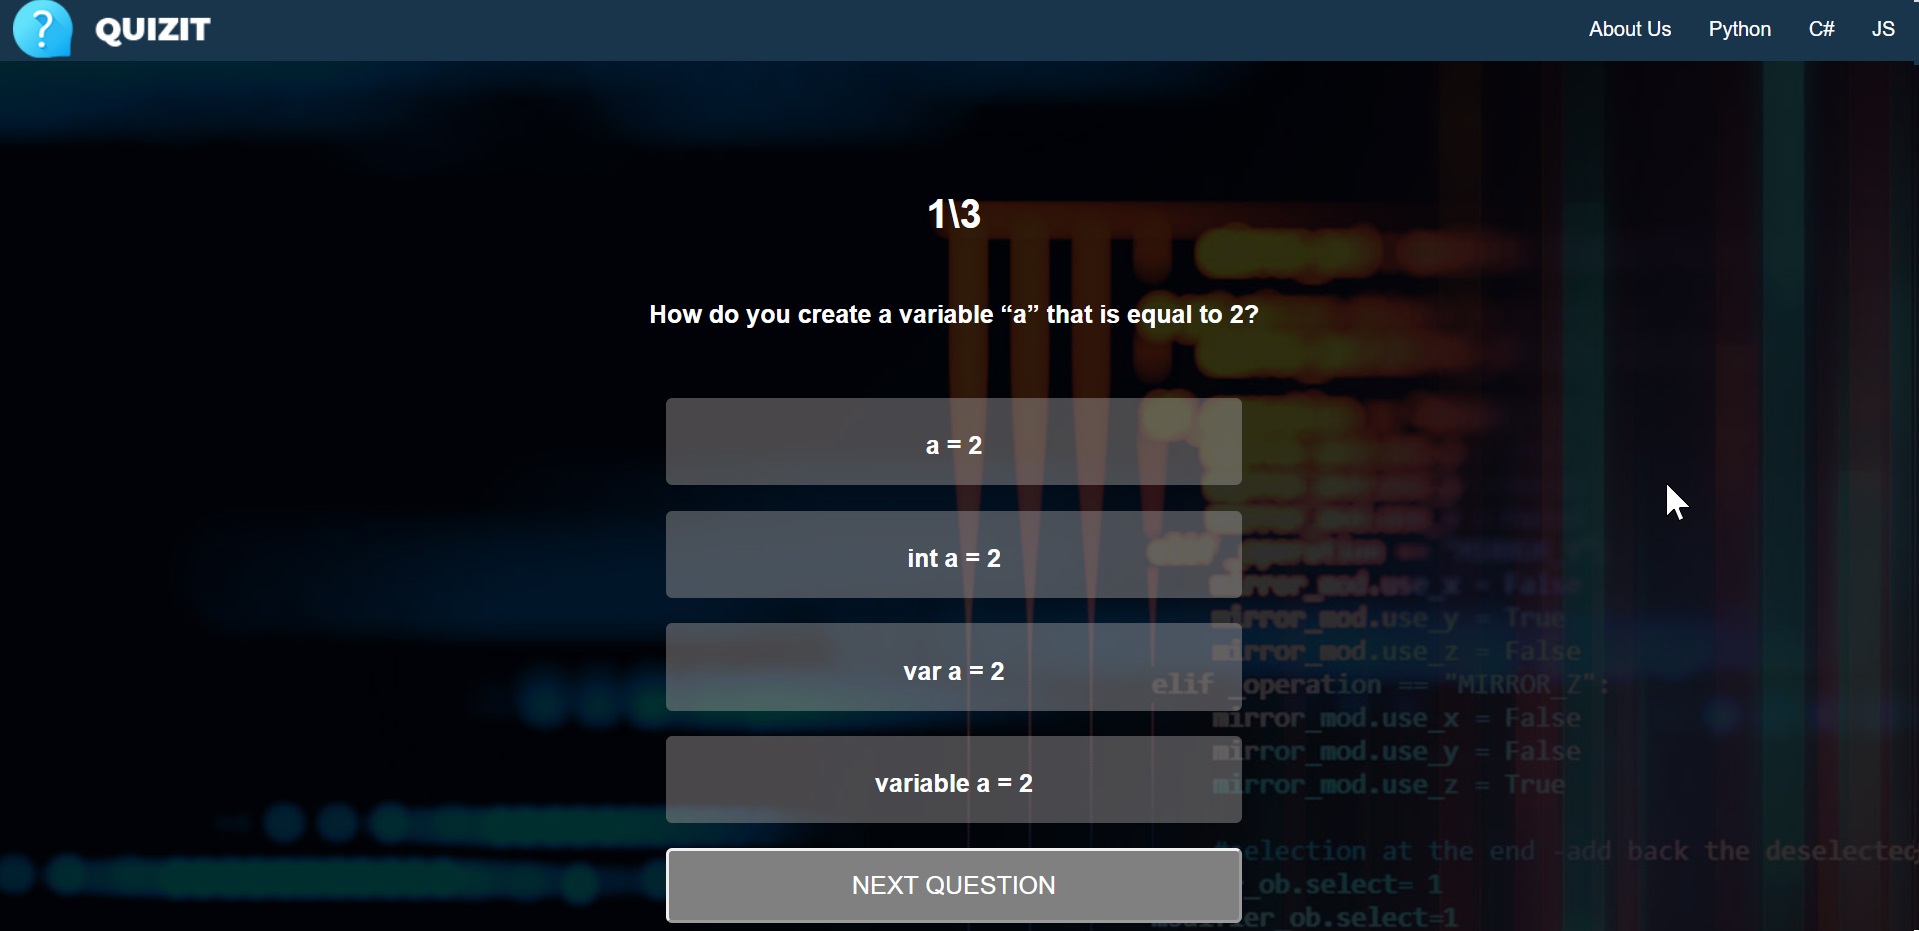 ?
QUIZIT
About Us Python C# JS
1\3
How do you create a variable “a” that is equal to 2?
a = 2
int a = 2
var a = 2
variable a = 2
NEXT QUESTION
mirror_mod.use_x = False
mirror_mod.use_y = True
mirror_mod.use_z = False
elif _operation == "MIRROR_Z":
mirror_mod.use_x = False
mirror_mod.use_y = False
mirror_mod.use_z = True
selection at the end -add back the deselected
_ob.select= 1
ob.select=1